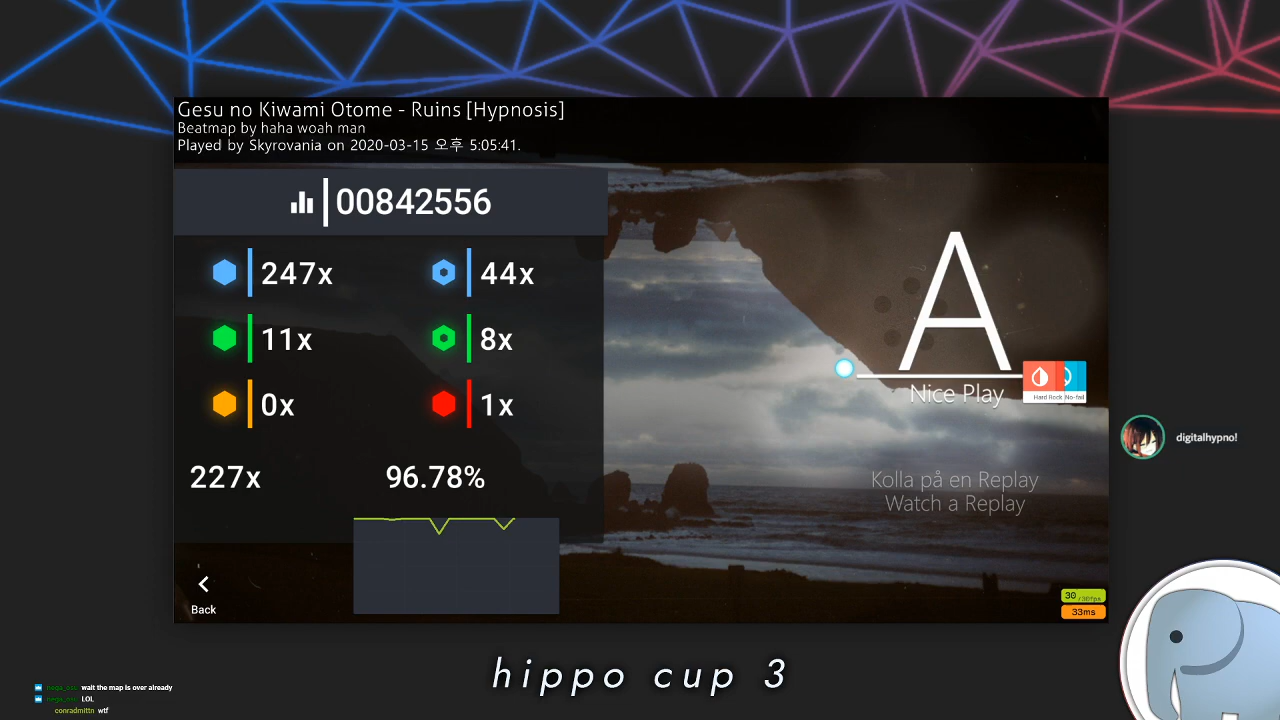 Gesu no Kiwami Otome - Ruins [Hypnosis]
Beatmap by haha woah man
Played by Skyrovania on 2020-03-15 오후 5:05:41.
00842556
247x 44x
11x 8x
0x 1x
227x 96.78%
A
Nice Play
Hard Rock No-fail
Kolla på en Replay
Watch a Replay
digitalhypno!
Back
30 /30fps
33ms
hippo cup 3
wait the map is over already
LOL
conradmittn wtf